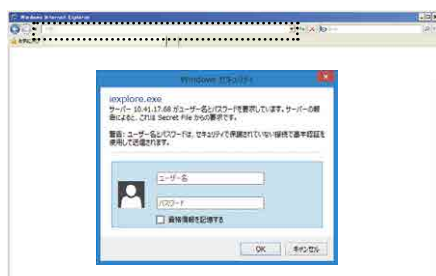 Windows Internet Explorer
Windows セキュリティ
iexplore.exe
サーバー 10.41.17.68 がユーザー名とパスワードを要求しています。サーバーの報
告によると、これは Secret File からの要求です。
警告: ユーザー名とパスワードは、セキュリティで保護されていない接続で基本認証を
使用して送信されます。
ユーザー名
パスワード
資格情報を記憶する
OK
キャンセル